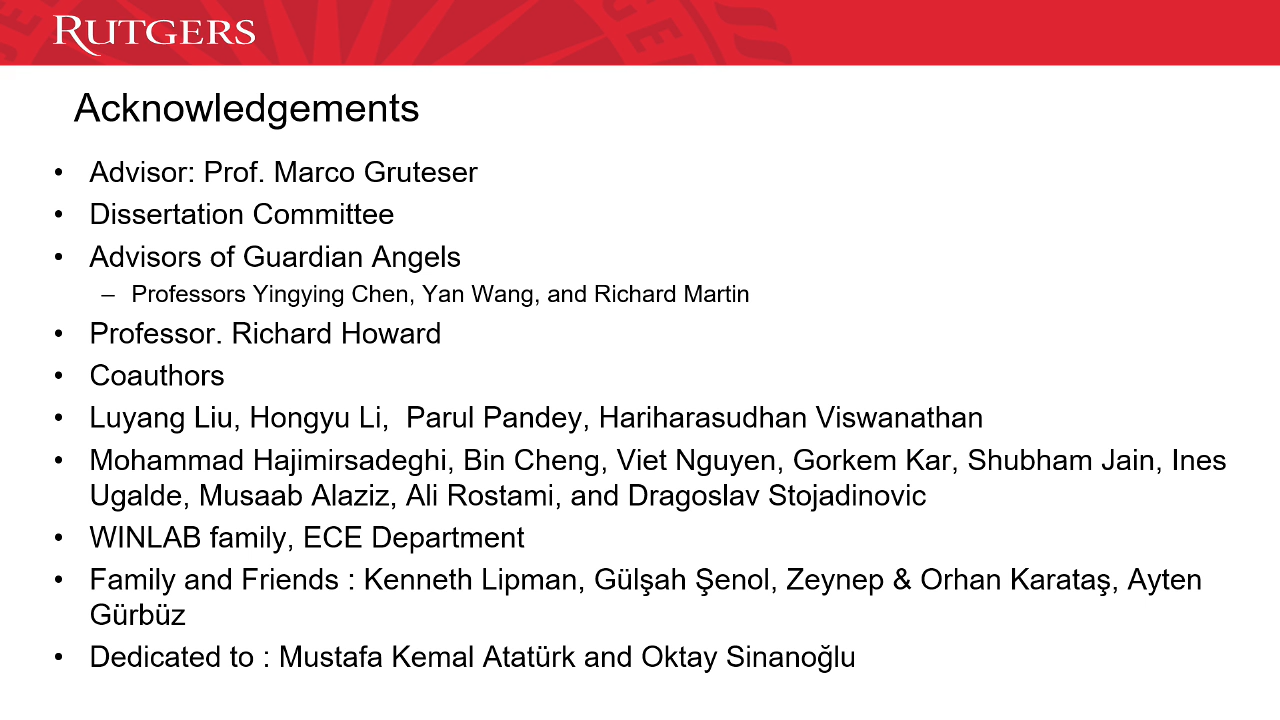 RUTGERS
Acknowledgements
• Advisor: Prof. Marco Gruteser
• Dissertation Committee
• Advisors of Guardian Angels
– Professors Yingying Chen, Yan Wang, and Richard Martin
• Professor. Richard Howard
• Coauthors
• Luyang Liu, Hongyu Li,  Parul Pandey, Hariharasudhan Viswanathan
• Mohammad Hajimirsadeghi, Bin Cheng, Viet Nguyen, Gorkem Kar, Shubham Jain, Ines
Ugalde, Musaab Alaziz, Ali Rostami, and Dragoslav Stojadinovic
• WINLAB family, ECE Department
• Family and Friends : Kenneth Lipman, Gülşah Şenol, Zeynep & Orhan Karataş, Ayten
Gürbüz
• Dedicated to : Mustafa Kemal Atatürk and Oktay Sinanoğlu